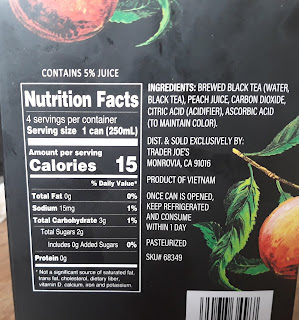 CONTAINS 5% JUICE
Nutrition Facts
4 servings per container
Serving size 1 can (250mL)
Amount per serving
Calories 15
% Daily Value*
Total Fat 0g 0%
Sodium 15mg 1%
Total Carbohydrate 3g 1%
Total Sugars 2g
Includes 0g Added Sugars 0%
Protein 0g
* Not a significant source of saturated fat,
trans fat, cholesterol, dietary fiber,
vitamin D, calcium, iron and potassium.
INGREDIENTS: BREWED BLACK TEA (WATER,
BLACK TEA), PEACH JUICE, CARBON DIOXIDE,
CITRIC ACID (ACIDIFIER), ASCORBIC ACID
(TO MAINTAIN COLOR).
DIST. & SOLD EXCLUSIVELY BY:
TRADER JOE'S
MONROVIA, CA 91016
PRODUCT OF VIETNAM
ONCE CAN IS OPENED,
KEEP REFRIGERATED
AND CONSUME
WITHIN 1 DAY
PASTEURIZED
SKU# 68349